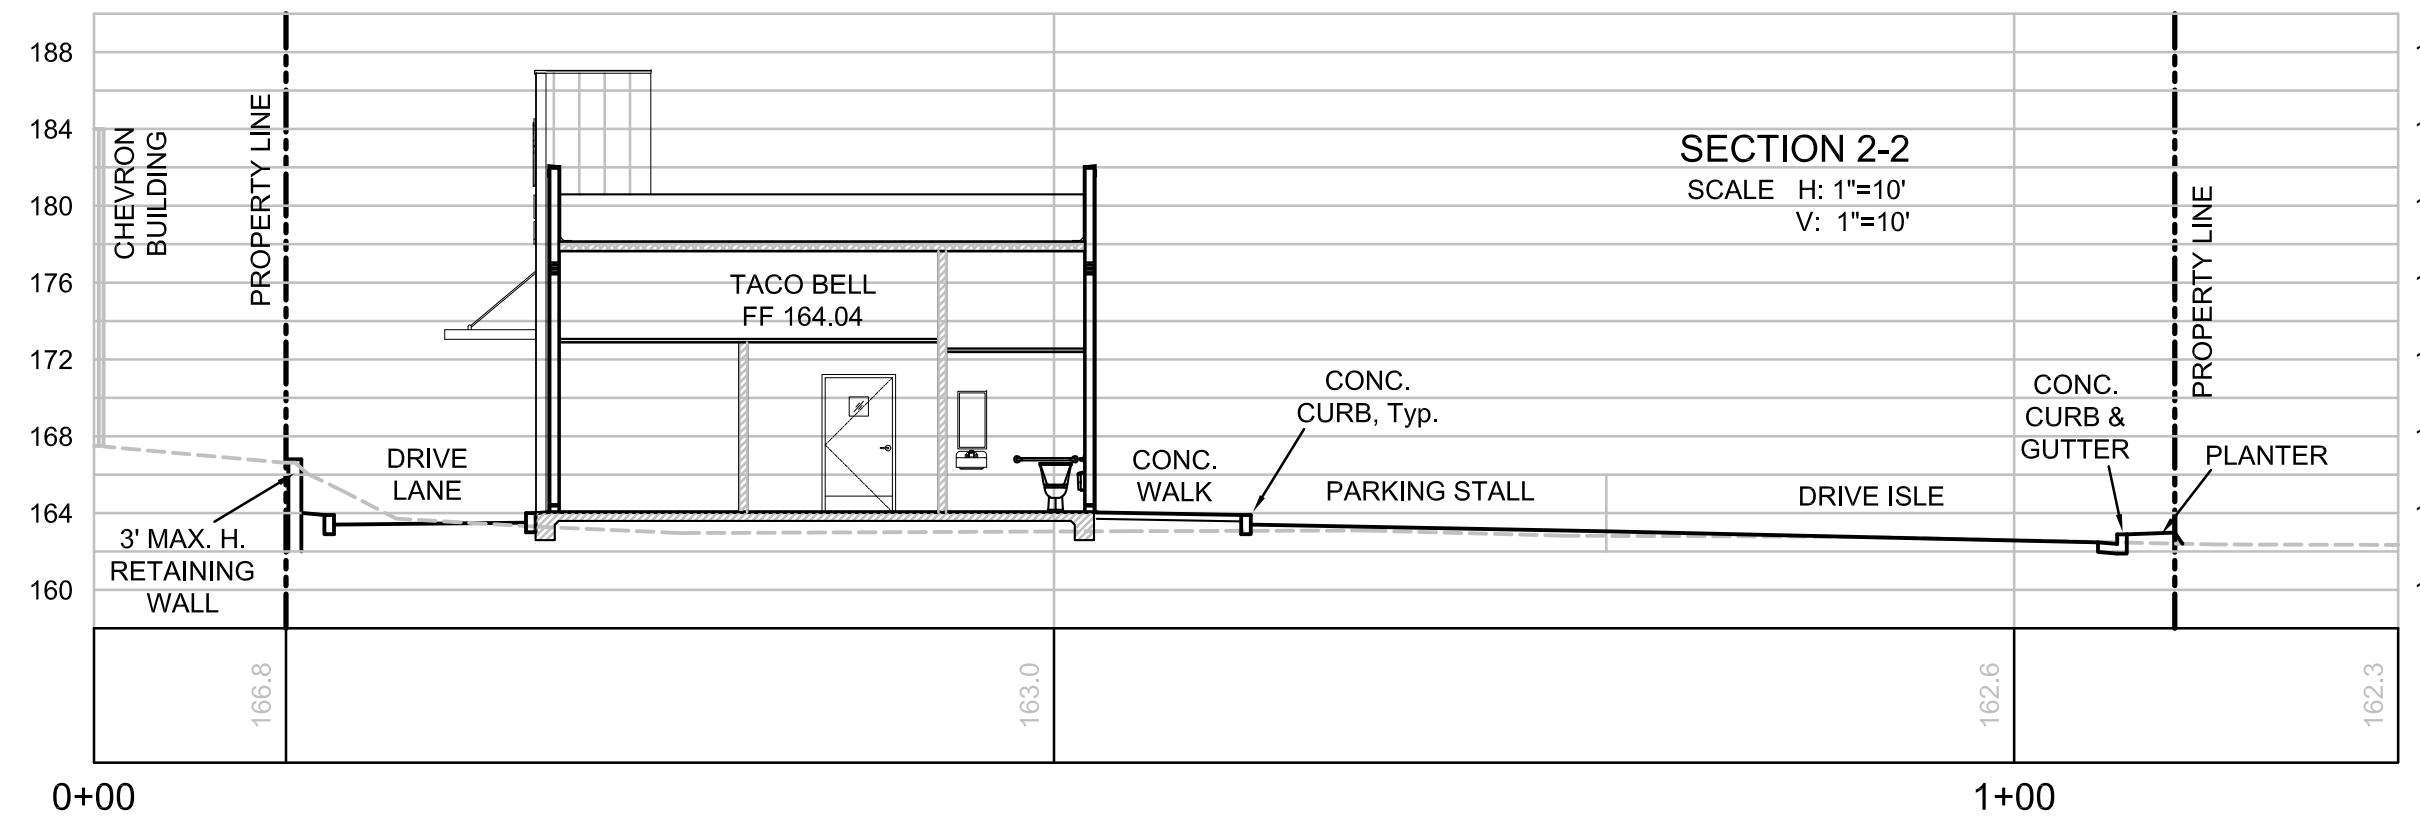 188
184
180
176
172
168
164
160
CHEVRON
BUILDING
PROPERTY LINE
TACO BELL
FF 164.04
SECTION 2-2
SCALE H: 1"=10'
V: 1"=10'
PROPERTY LINE
DRIVE
LANE
3' MAX. H.
RETAINING
WALL
CONC.
WALK
CONC.
CURB, Typ.
PARKING STALL
DRIVE ISLE
CONC.
CURB &
GUTTER
PLANTER
166.8
163.0
162.6
162.3
0+00
1+00